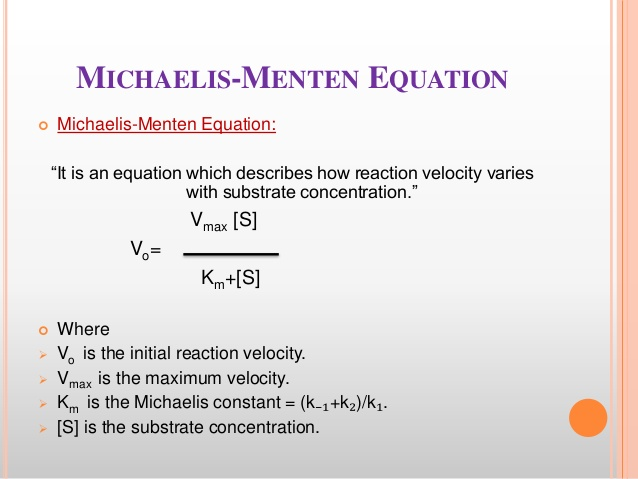 MICHAELIS-MENTEN EQUATION
Michaelis-Menten Equation:
“It is an equation which describes how reaction velocity varies
with substrate concentration.”
Vmax [S]
Vo=
Km+[S]
Where
Vo is the initial reaction velocity.
Vmax is the maximum velocity.
Km is the Michaelis constant = (k₋₁+k₂)/k₁.
[S] is the substrate concentration.